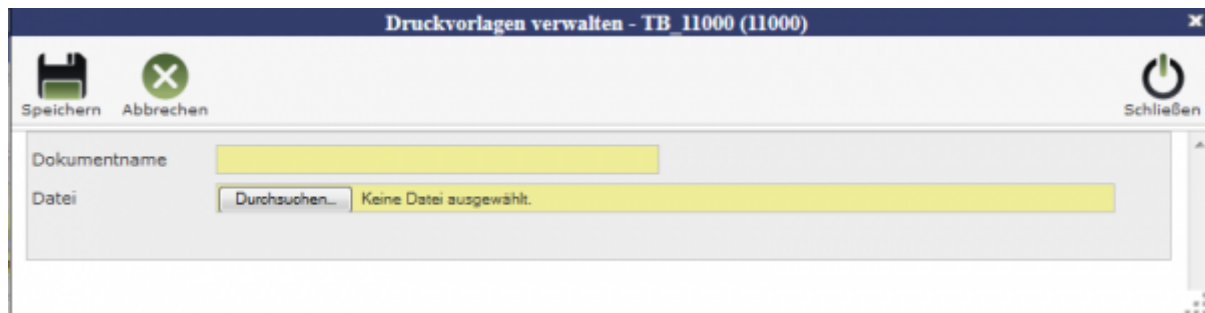 Druckvorlagen verwalten - TB_11000 (11000)
Speichern Abbrechen Schließen
Dokumentname
Datei Durchsuchen... Keine Datei ausgewählt.